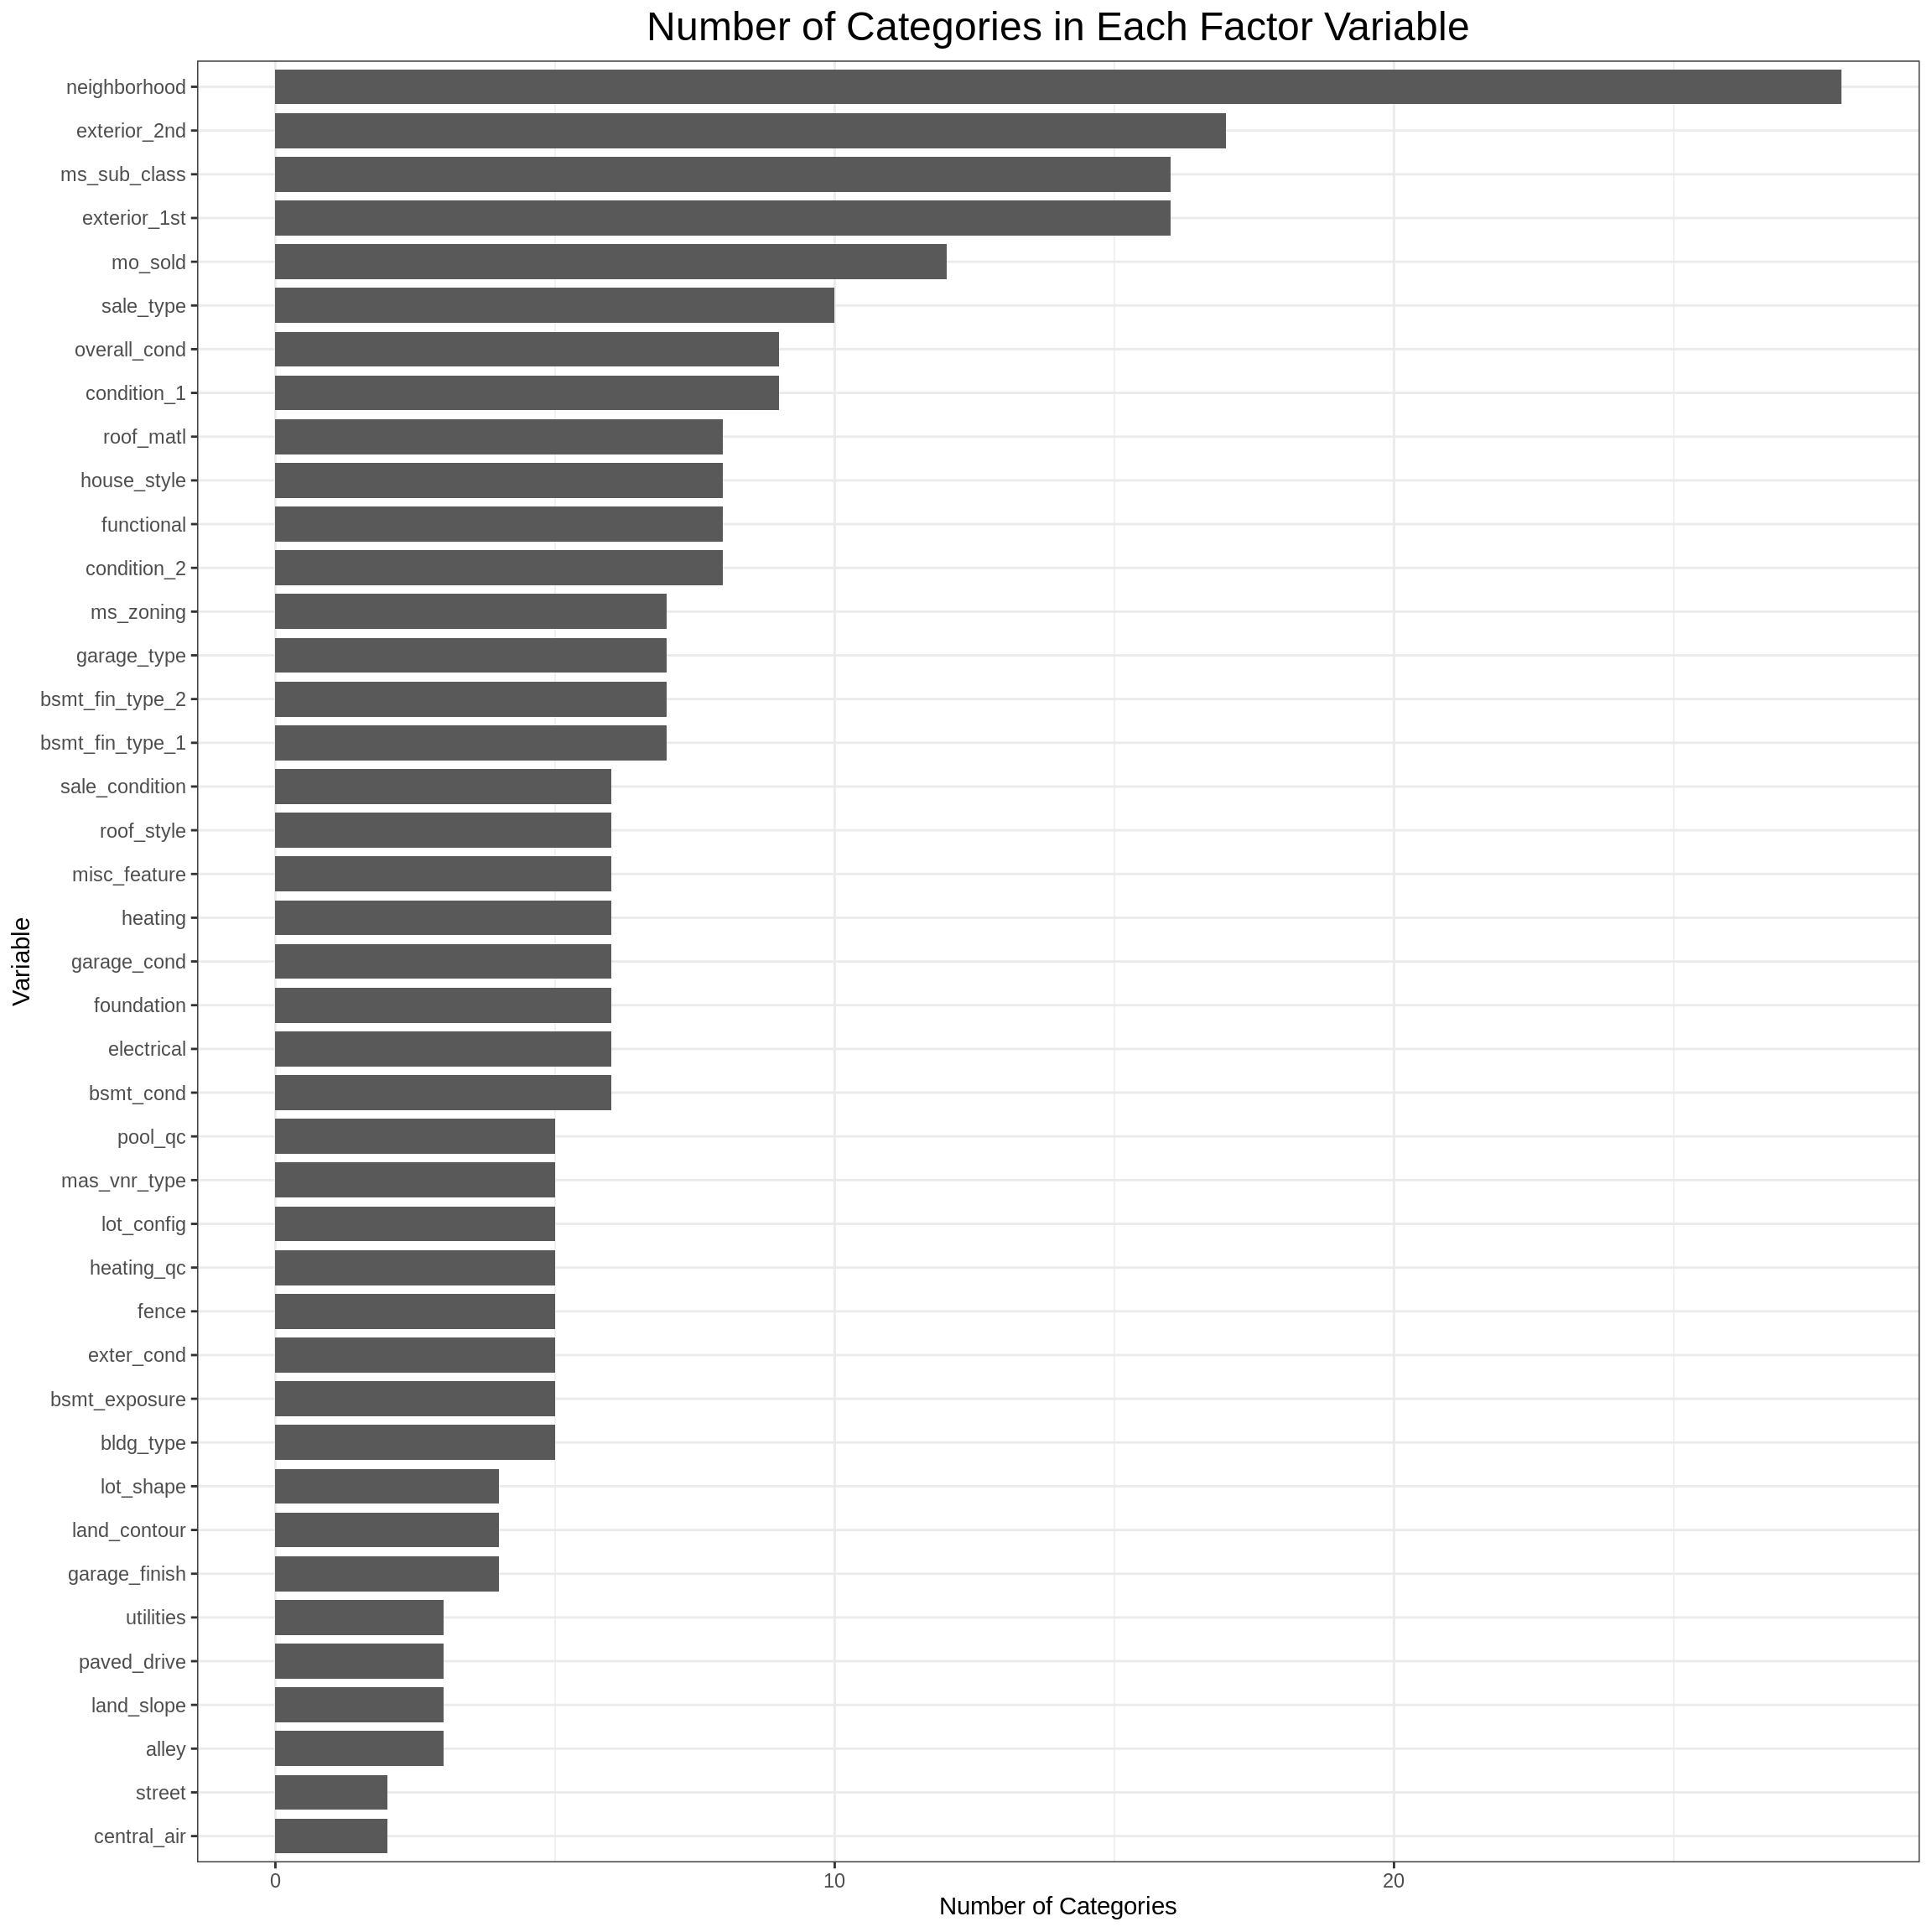 Number of Categories in Each Factor Variable
neighborhood
exterior_2nd
ms_sub_class
exterior_1st
mo_sold
sale_type
overall_cond
condition_1
roof_matl
house_style
functional
condition_2
ms_zoning
garage_type
bsmt_fin_type_2
bsmt_fin_type_1
sale_condition
roof_style
misc_feature
heating
garage_cond
foundation
electrical
bsmt_cond
pool_qc
mas_vnr_type
lot_config
heating_qc
fence
exter_cond
bsmt_exposure
bldg_type
lot_shape
land_contour
garage_finish
utilities
paved_drive
land_slope
alley
street
central_air
Variable
0 10 20
Number of Categories